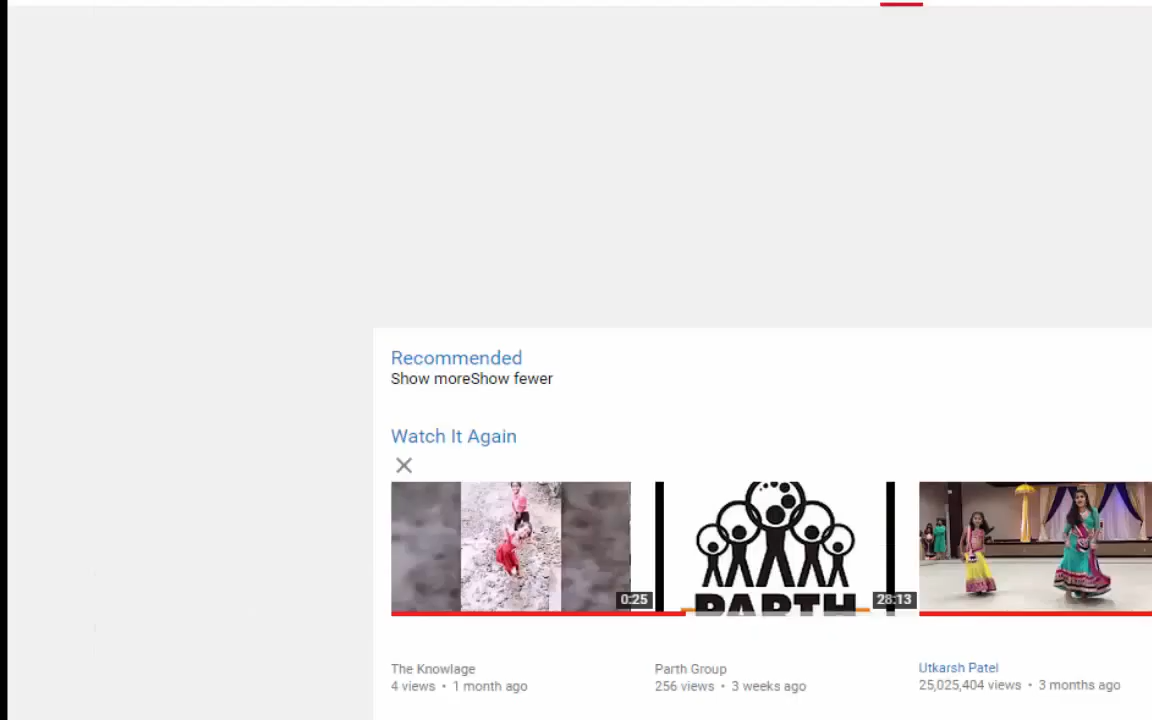 Recommended
Show moreShow fewer
Watch It Again
0:25
PARTH
28:13
The Knowlage
4 views • 1 month ago
Parth Group
256 views • 3 weeks ago
Utkarsh Patel
25,025,404 views • 3 months ago